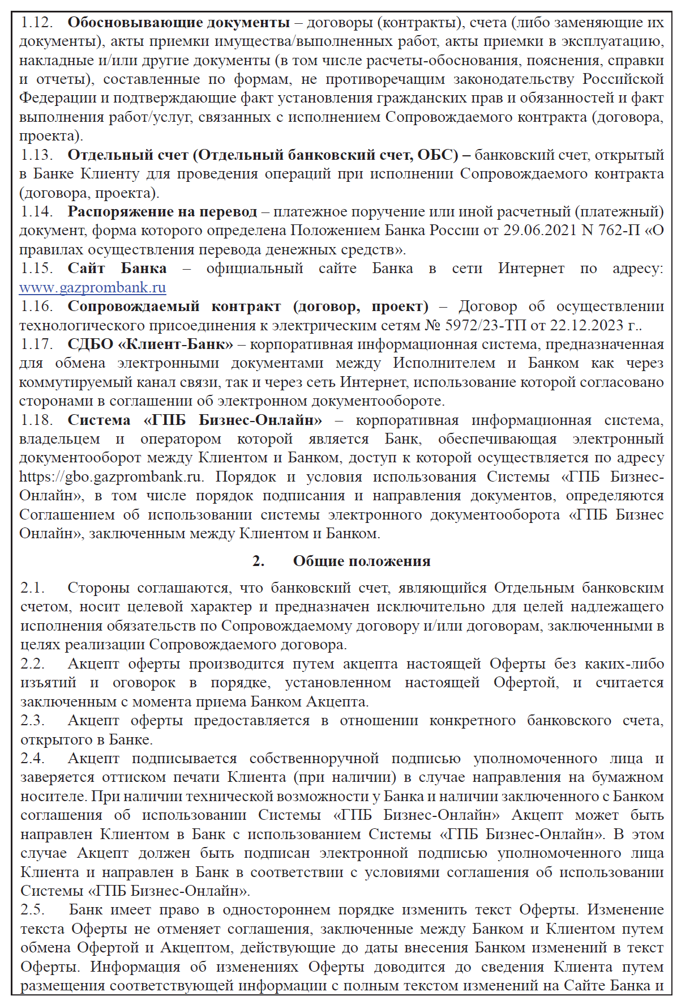 1.12. Обосновывающие документы – договоры (контракты), счета (либо заменяющие их
документы), акты приемки имущества/выполненных работ, акты приемки в эксплуатацию,
накладные и/или другие документы (в том числе расчеты-обоснования, пояснения, справки
и отчеты), составленные по формам, не противоречащим законодательству Российской
Федерации и подтверждающие факт установления гражданских прав и обязанностей и факт
выполнения работ/услуг, связанных с исполнением Сопровождаемого контракта (договора,
проекта).
1.13. Отдельный счет (Отдельный банковский счет, ОБС) – банковский счет, открытый
в Банке Клиенту для проведения операций при исполнении Сопровождаемого контракта
(договора, проекта).
1.14. Распоряжение на перевод – платежное поручение или иной расчетный (платежный)
документ, форма которого определена Положением Банка России от 29.06.2021 N 762-П «О
правилах осуществления перевода денежных средств».
1.15. Сайт Банка – официальный сайте Банка в сети Интернет по адресу:
www.gazprombank.ru
1.16. Сопровождаемый контракт (договор, проект) – Договор об осуществлении
технологического присоединения к электрическим сетям № 5972/23-ТП от 22.12.2023 г..
1.17. СДБО «Клиент-Банк» – корпоративная информационная система, предназначенная
для обмена электронными документами между Исполнителем и Банком как через
коммутируемый канал связи, так и через сеть Интернет, использование которой согласовано
сторонами в соглашении об электронном документообороте.
1.18. Система «ГПБ Бизнес-Онлайн» – корпоративная информационная система,
владельцем и оператором которой является Банк, обеспечивающая электронный
документооборот между Клиентом и Банком, доступ к которой осуществляется по адресу
https://gbo.gazprombank.ru. Порядок и условия использования Системы «ГПБ Бизнес-
Онлайн», в том числе порядок подписания и направления документов, определяются
Соглашением об использовании системы электронного документооборота «ГПБ Бизнес
Онлайн», заключенным между Клиентом и Банком.
2. Общие положения
2.1. Стороны соглашаются, что банковский счет, являющийся Отдельным банковским
счетом, носит целевой характер и предназначен исключительно для целей надлежащего
исполнения обязательств по Сопровождаемому договору и/или договорам, заключенными в
целях реализации Сопровождаемого договора.
2.2. Акцепт оферты производится путем акцепта настоящей Оферты без каких-либо
изъятий и оговорок в порядке, установленном настоящей Офертой, и считается
заключенным с момента приема Банком Акцепта.
2.3. Акцепт оферты предоставляется в отношении конкретного банковского счета,
открытого в Банке.
2.4. Акцепт подписывается собственноручной подписью уполномоченного лица и
заверяется оттиском печати Клиента (при наличии) в случае направления на бумажном
носителе. При наличии технической возможности у Банка и наличии заключенного с Банком
соглашения об использовании Системы «ГПБ Бизнес-Онлайн» Акцепт может быть
направлен Клиентом в Банк с использованием Системы «ГПБ Бизнес-Онлайн». В этом
случае Акцепт должен быть подписан электронной подписью уполномоченного лица
Клиента и направлен в Банк в соответствии с условиями соглашения об использовании
Системы «ГПБ Бизнес-Онлайн».
2.5. Банк имеет право в одностороннем порядке изменить текст Оферты. Изменение
текста Оферты не отменяет соглашения, заключенные между Банком и Клиентом путем
обмена Офертой и Акцептом, действующие до даты внесения Банком изменений в текст
Оферты. Информация об изменениях Оферты доводится до сведения Клиента путем
размещения соответствующей информации с полным текстом изменений на Сайте Банка и